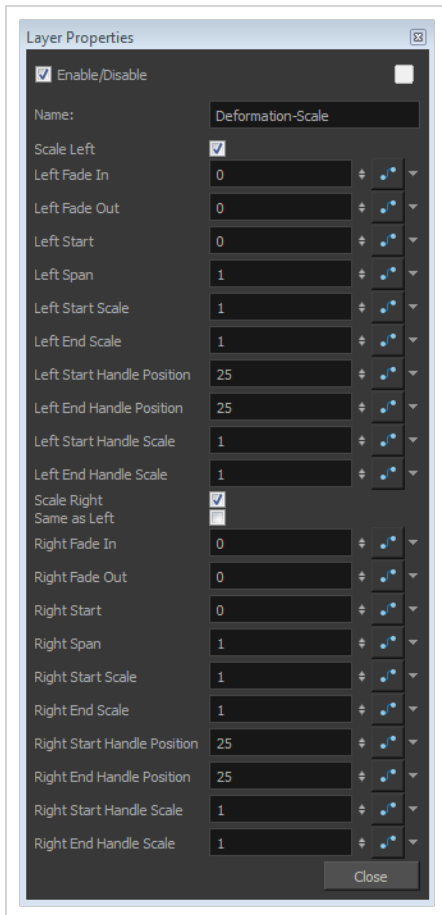 Layer Properties
Enable/Disable
Name: Deformation-Scale
Scale Left
Left Fade In 0
Left Fade Out 0
Left Start 0
Left Span 1
Left Start Scale 1
Left End Scale 1
Left Start Handle Position 25
Left End Handle Position 25
Left Start Handle Scale 1
Left End Handle Scale 1
Scale Right
Same as Left
Right Fade In 0
Right Fade Out 0
Right Start 0
Right Span 1
Right Start Scale 1
Right End Scale 1
Right Start Handle Position 25
Right End Handle Position 25
Right Start Handle Scale 1
Right End Handle Scale 1
Close